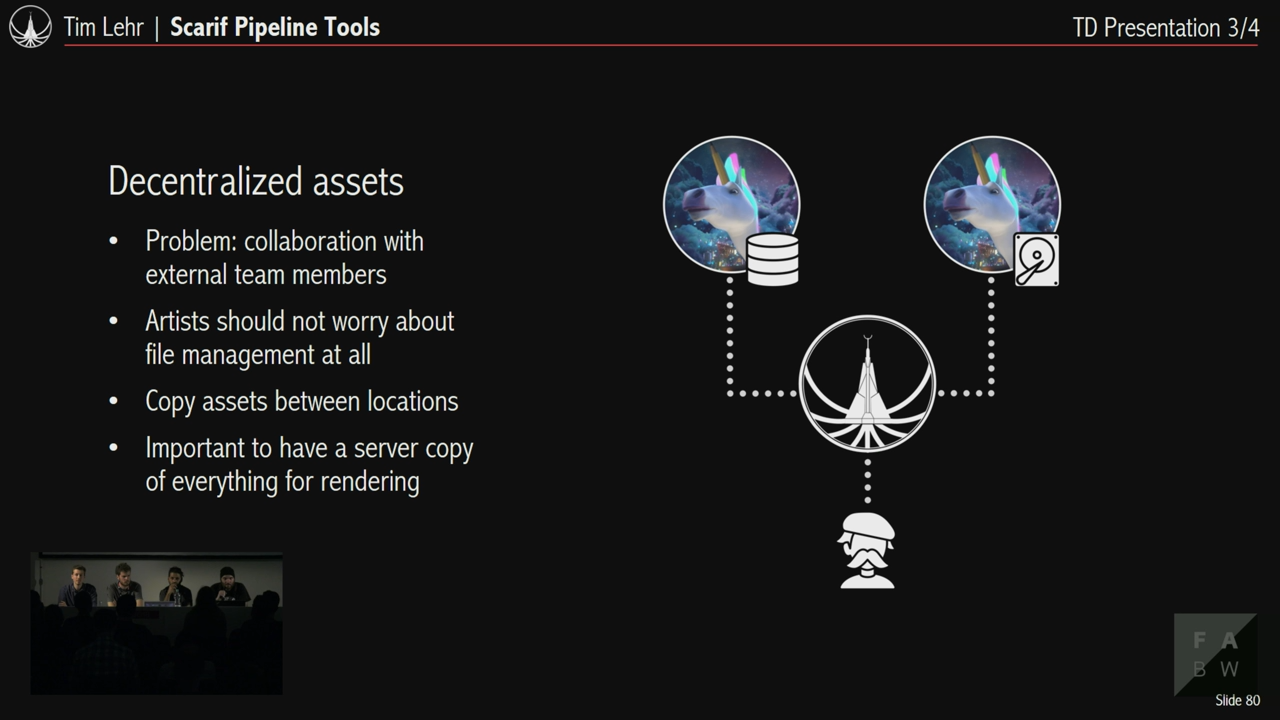 Tim Lehr | Scarif Pipeline Tools
TD Presentation 3/4
Decentralized assets
• Problem: collaboration with
external team members
• Artists should not worry about
file management at all
• Copy assets between locations
• Important to have a server copy
of everything for rendering
F A
B W
Slide 80